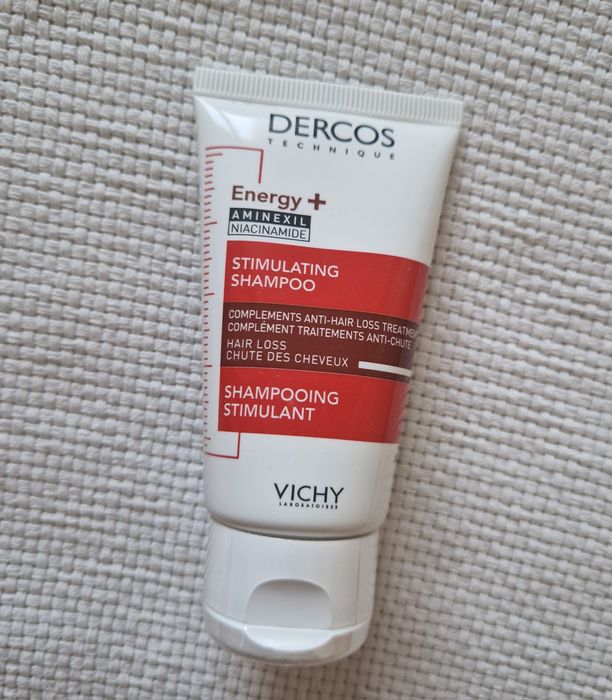 DERCOS
TECHNIQUE
Energy +
AMINEXIL
NIACINAMIDE
STIMULATING
SHAMPOO
COMPLEMENTS ANTI-HAIR LOSS
COMPLÉMENT TRAITEMENTS ANTI-CHUTE
HAIR LOSS
CHUTE DES CHEVEUX
SHAMPOOING
STIMULANT
VICHY
LABORATOIRES